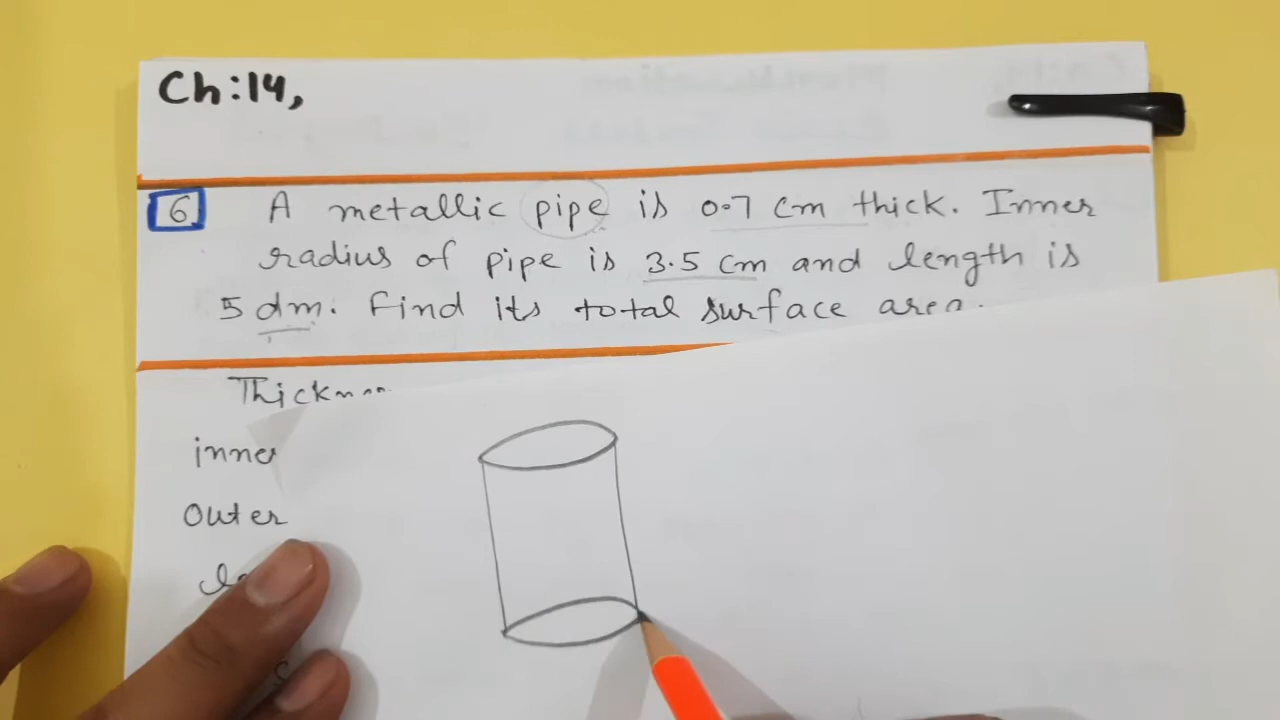 Ch:14,
6 A metallic pipe is 0.7 cm thick. Inner
radius of pipe is 3.5 cm and length is
5 dm. Find its total surface area.
inner
Outer